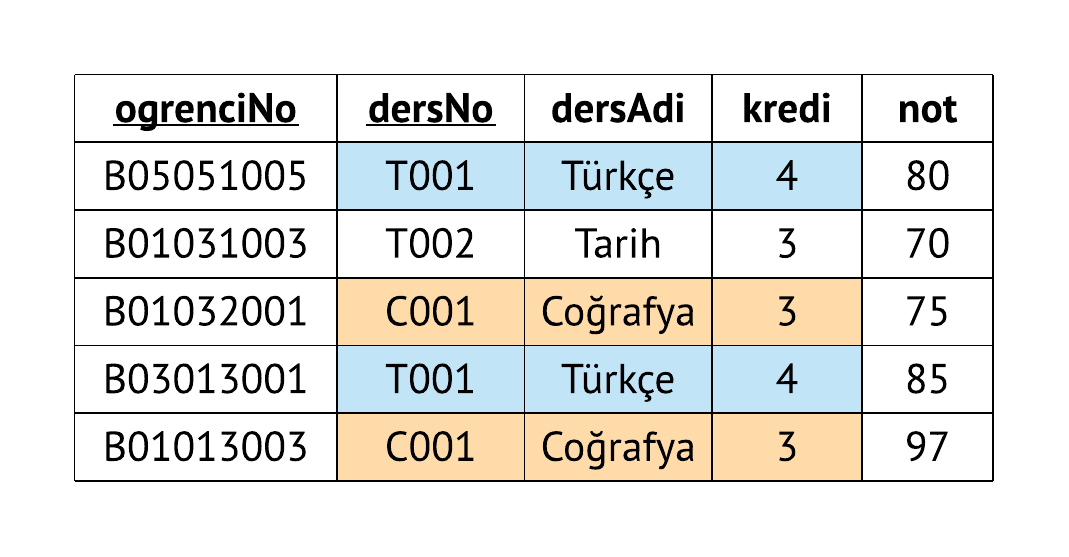 ogrenciNo dersNo dersAdi kredi not
B05051005 T001 Türkçe 4 80
B01031003 T002 Tarih 3 70
B01032001 C001 Coğrafya 3 75
B03013001 T001 Türkçe 4 85
B01013003 C001 Coğrafya 3 97